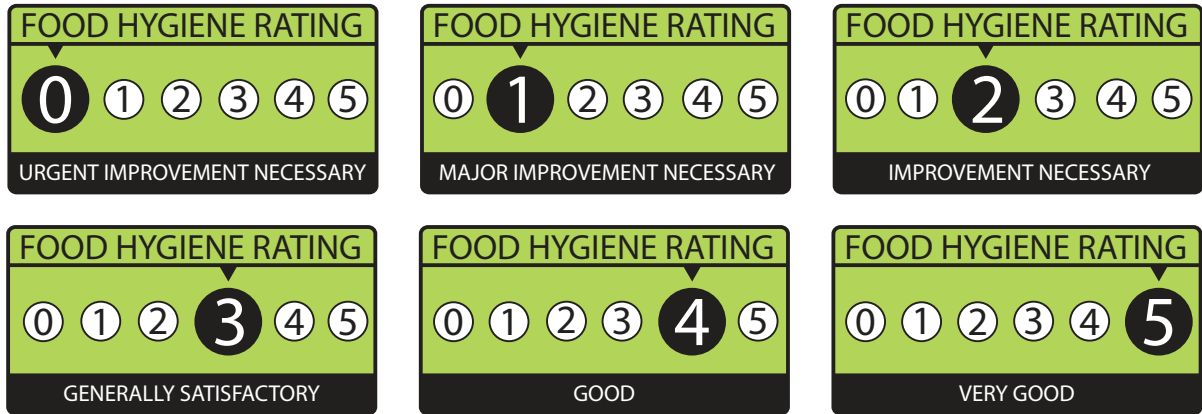 FOOD HYGIENE RATING
0 1 2 3 4 5
URGENT IMPROVEMENT NECESSARY
FOOD HYGIENE RATING
0 1 2 3 4 5
MAJOR IMPROVEMENT NECESSARY
FOOD HYGIENE RATING
0 1 2 3 4 5
IMPROVEMENT NECESSARY
FOOD HYGIENE RATING
0 1 2 3 4 5
GENERALLY SATISFACTORY
FOOD HYGIENE RATING
0 1 2 3 4 5
GOOD
FOOD HYGIENE RATING
0 1 2 3 4 5
VERY GOOD